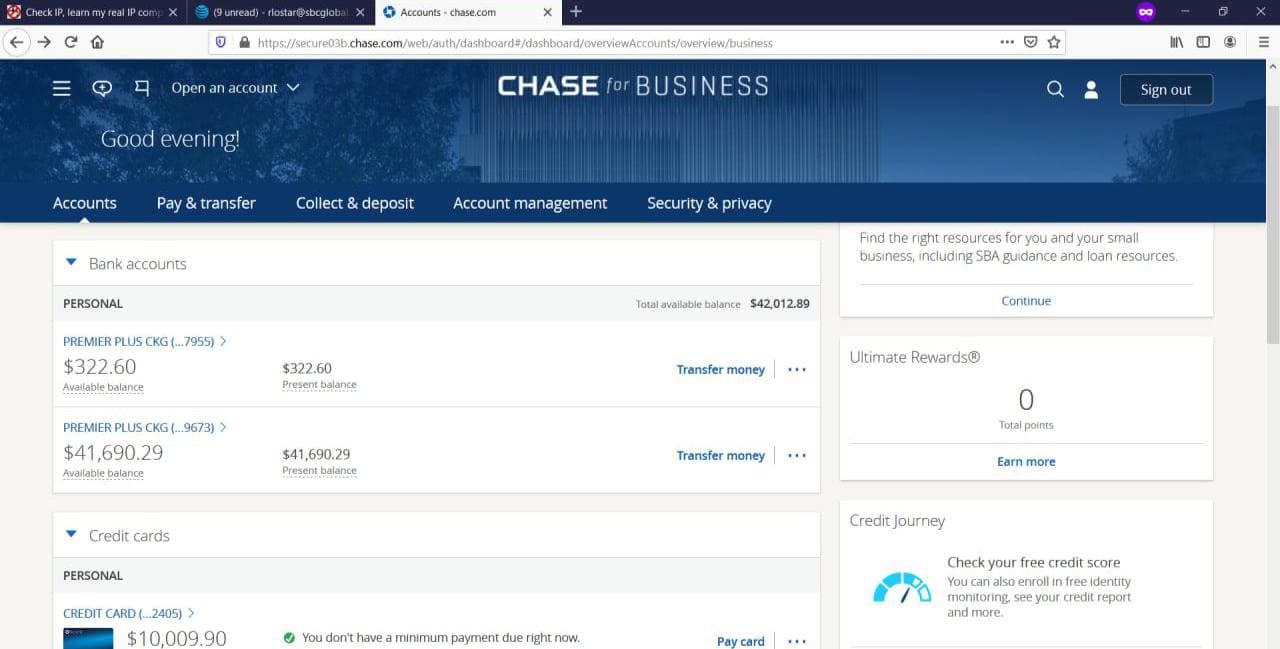 Check IP, learn my real IP comp
(9 unread) - rlostar@sbcglobal.
Accounts - chase.com
https://secure03b.chase.com/web/auth/dashboard#/dashboard/overviewAccounts/overview/business
Open an account
CHASE for BUSINESS
Sign out
Good evening!
Accounts
Pay & transfer
Collect & deposit
Account management
Security & privacy
Bank accounts
PERSONAL
Total available balance $42,012.89
PREMIER PLUS CKG (...7955)
$322.60
Available balance
$322.60
Present balance
Transfer money
PREMIER PLUS CKG (...9673)
$41,690.29
Available balance
$41,690.29
Present balance
Transfer money
Credit cards
PERSONAL
CREDIT CARD (...2405)
$10,009.90
You don't have a minimum payment due right now.
Pay card
Find the right resources for you and your small
business, including SBA guidance and loan resources.
Continue
Ultimate Rewards®
0
Total points
Earn more
Credit Journey
Check your free credit score
You can also enroll in free identity
monitoring, see your credit report
and more.